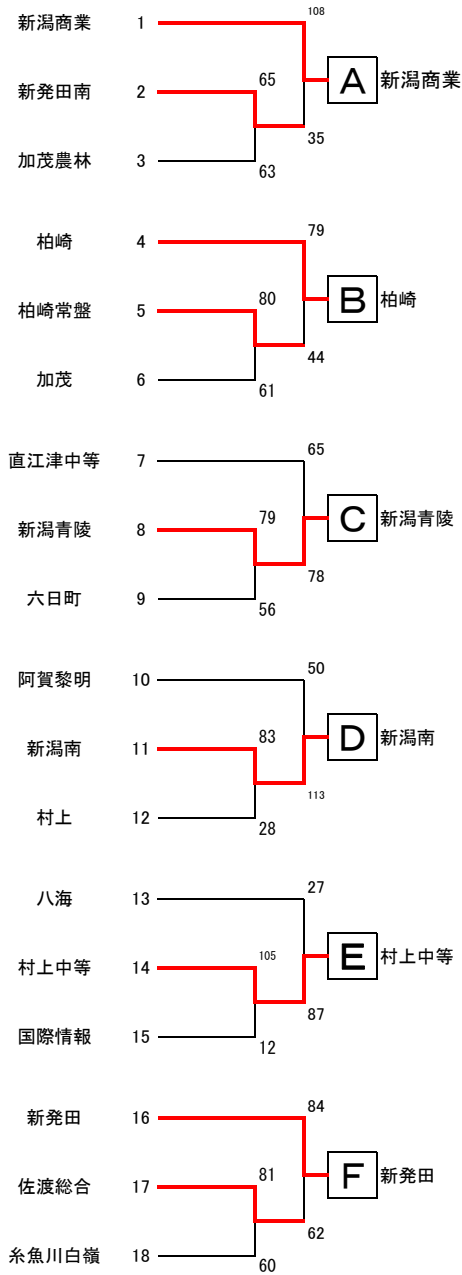 108
新潟商業 1
65
新発田南 2
A 新潟商業
35
加茂農林 3
63
79
柏崎 4
80
柏崎常盤 5
B 柏崎
44
加茂 6
61
65
直江津中等 7
79
新潟青陵 8
C 新潟青陵
78
六日町 9
56
50
阿賀黎明 10
83
新潟南 11
D 新潟南
113
村上 12
28
27
八海 13
105
村上中等 14
E 村上中等
87
国際情報 15
12
84
新発田 16
81
佐渡総合 17
F 新発田
62
糸魚川白嶺 18
60